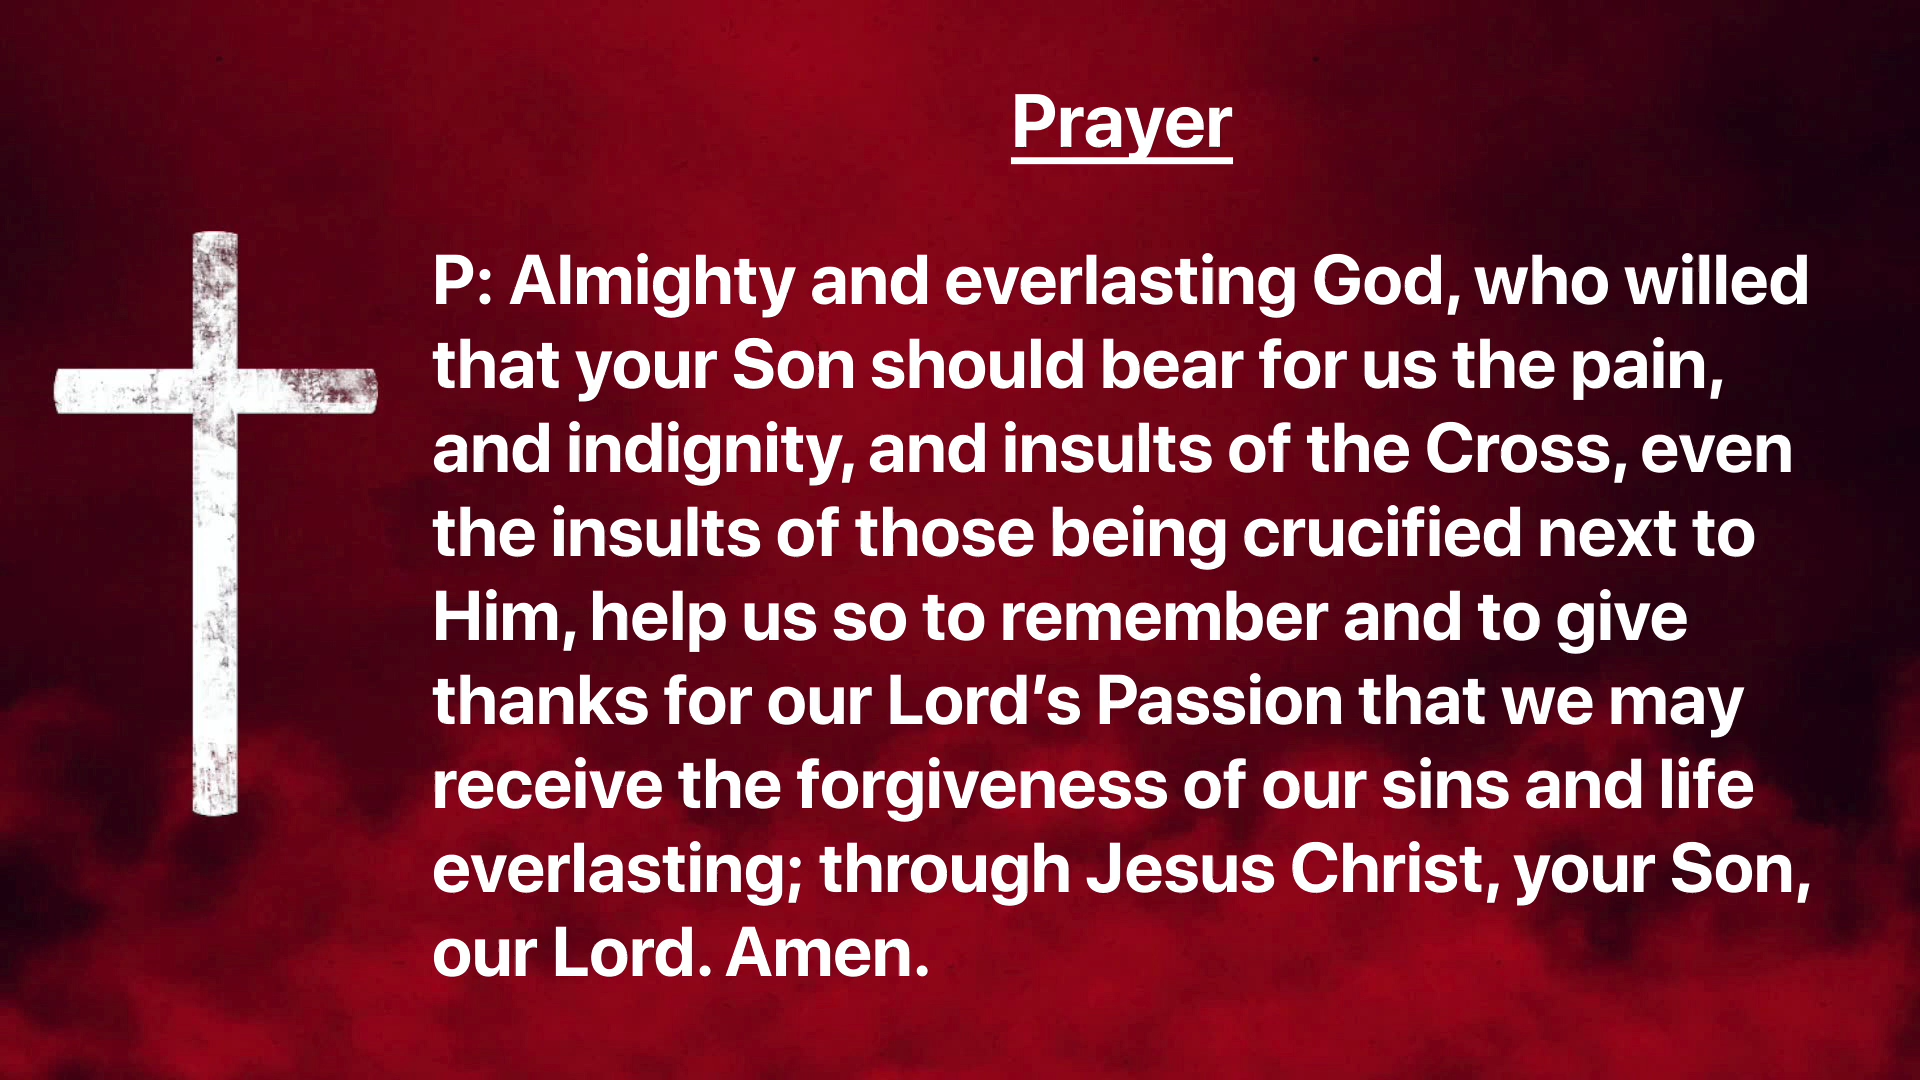 Prayer
P: Almighty and everlasting God, who willed
that your Son should bear for us the pain,
and indignity, and insults of the Cross, even
the insults of those being crucified next to
Him, help us so to remember and to give
thanks for our Lord’s Passion that we may
receive the forgiveness of our sins and life
everlasting; through Jesus Christ, your Son,
our Lord. Amen.